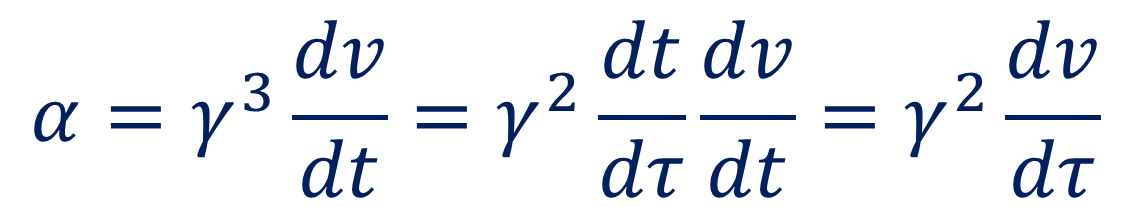 α = γ³ dv/dt = γ² dt/dτ dv/dt = γ² dv/dτ